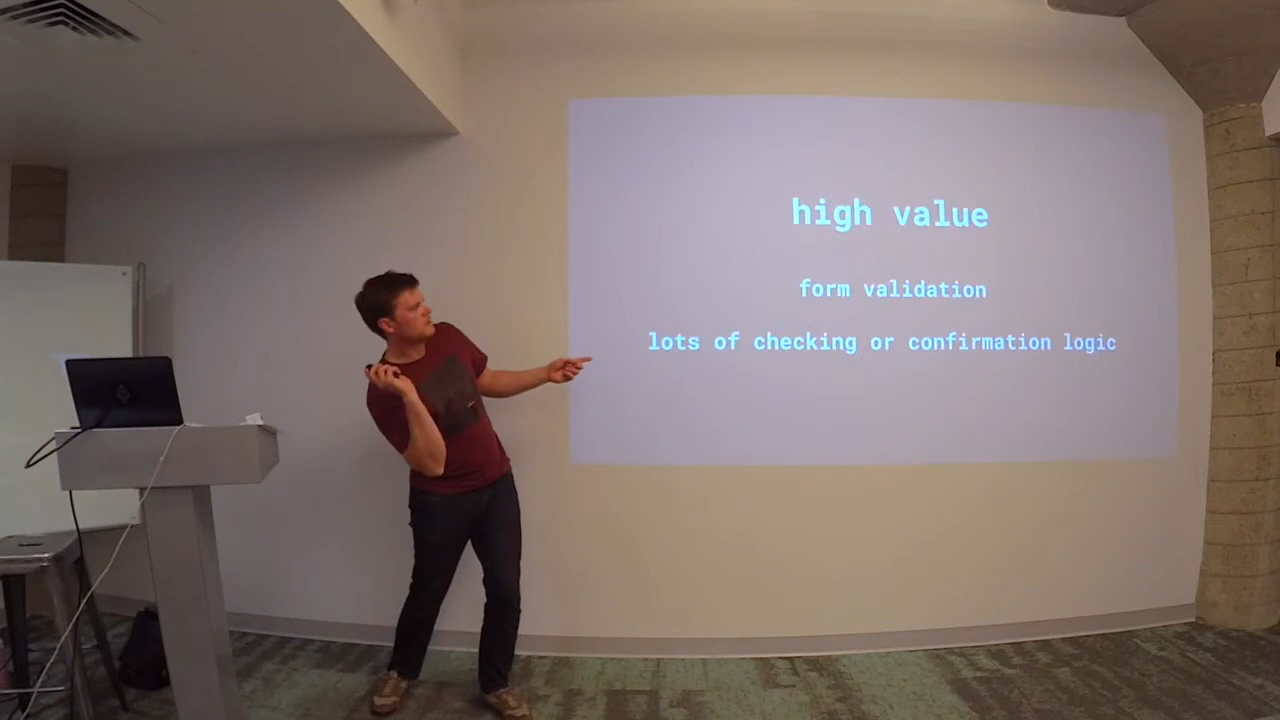 high value
form validation
lots of checking or confirmation logic